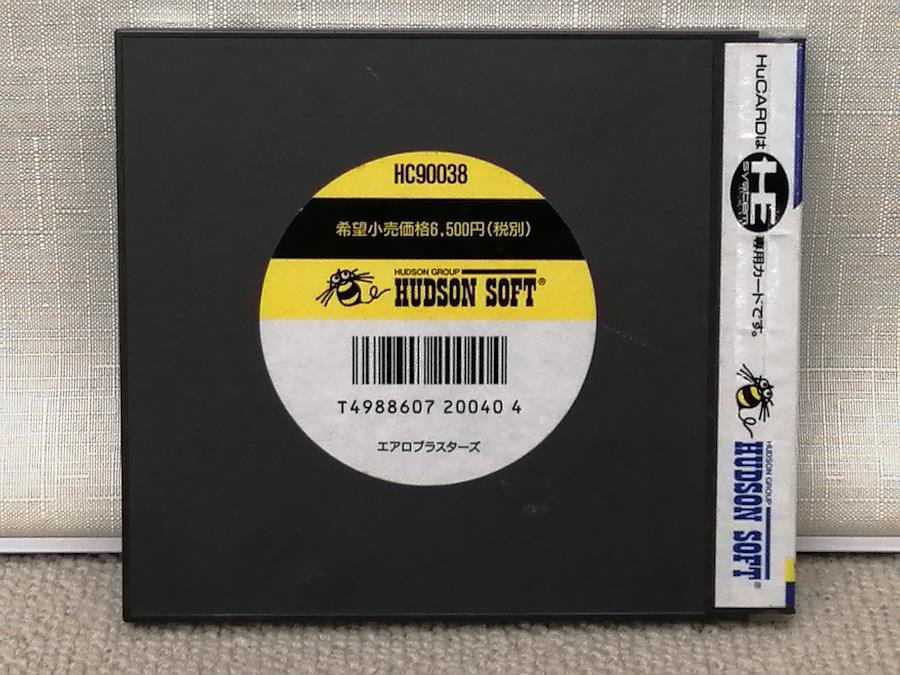 HC90038
希望小売価格6,500円(税別)
HUDSON GROUP
HUDSON SOFT®
T4988607 20040 4
エアロブラスターズ
HuCARDは HE SYSTEM 専用カードです。
HUDSON GROUP
HUDSON SOFT®